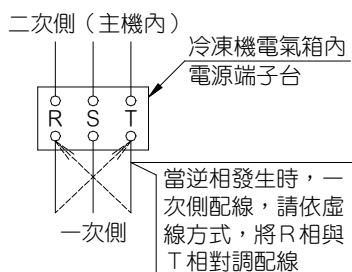 二次側（主機內）
冷凍機電氣箱內
電源端子台
R S T
一次側
當逆相發生時，一
次側配線，請依虛
線方式，將R相與
T相對調配線